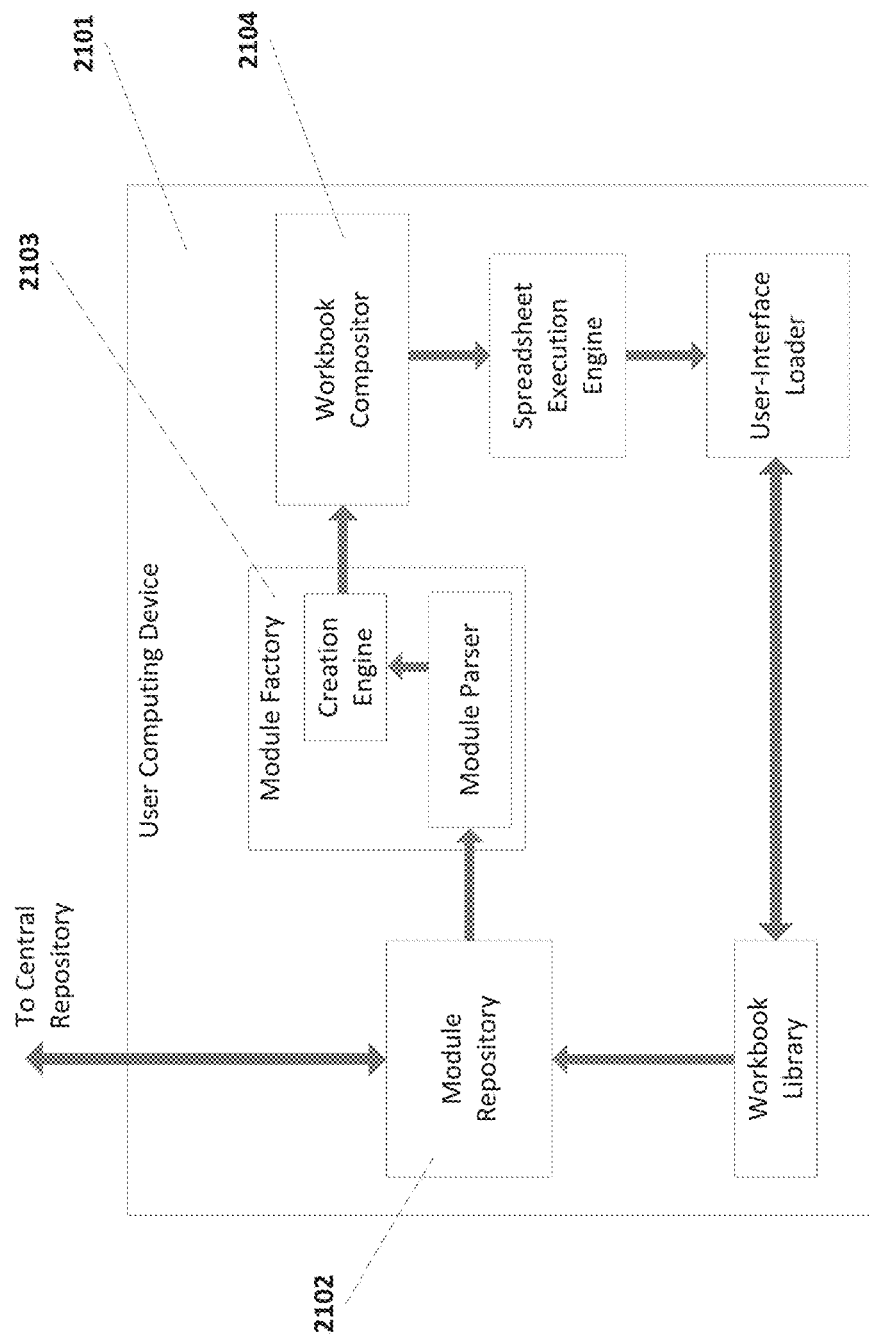 2101
2103
2104
To Central
Repository
User Computing Device
Module Factory
Creation
Engine
Module Parser
Workbook
Compositor
Module
Repository
Spreadsheet
Execution
Engine
Workbook
Library
User-Interface
Loader
2102